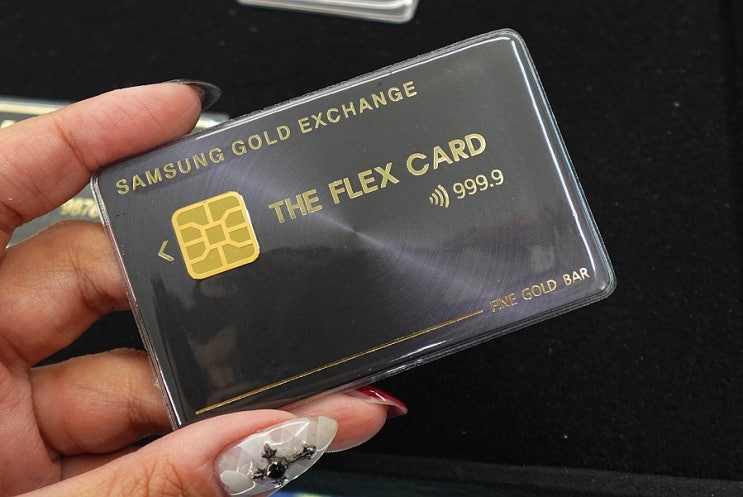 SAMSUNG GOLD EXCHANGE
THE FLEX CARD
999.9
FINE GOLD BAR